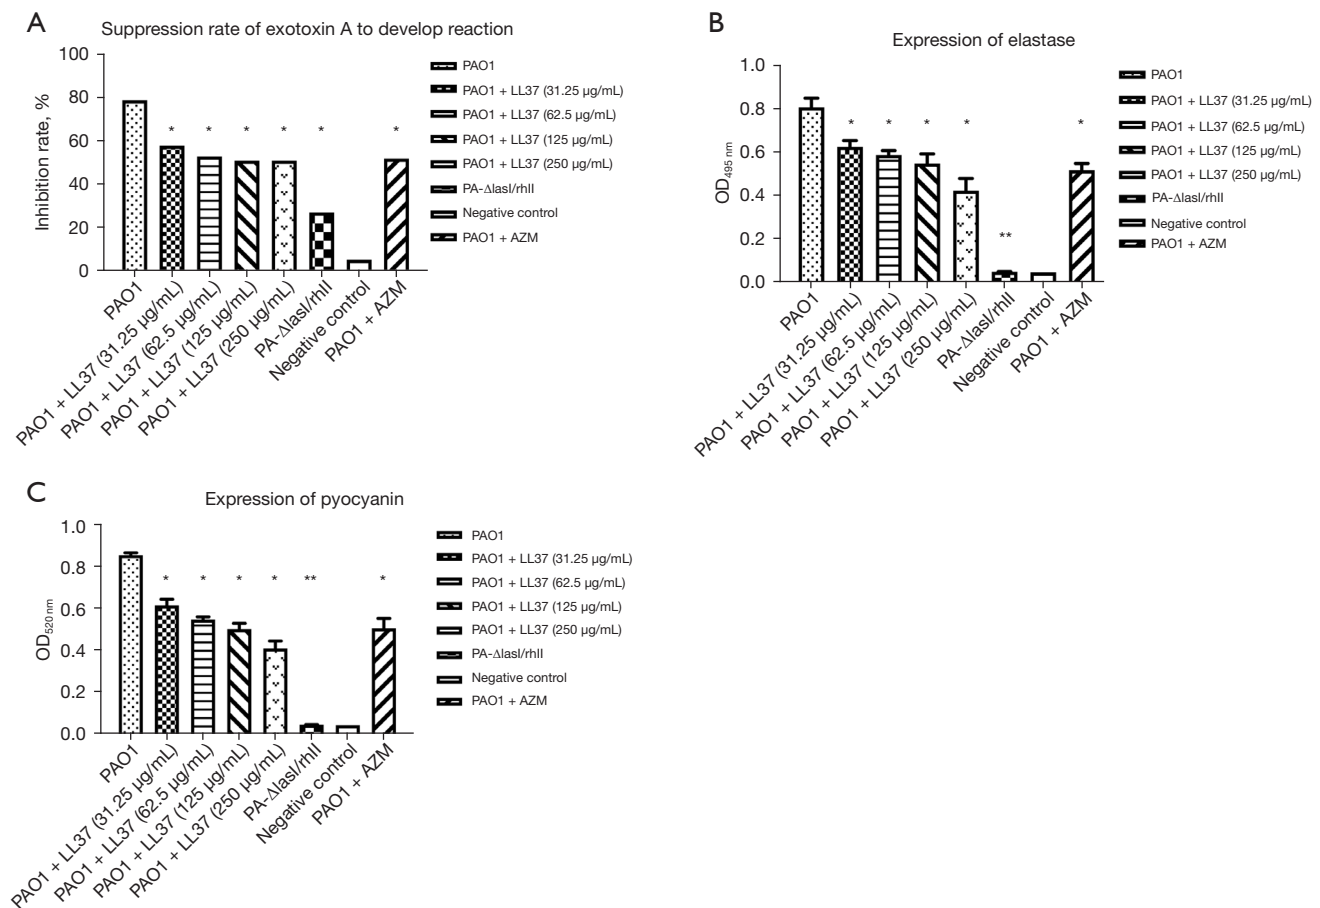 A
Suppression rate of exotoxin A to develop reaction
Inhibition rate, %
100
80
60
40
20
0
* * * * * *
PAO1
PAO1 + LL37 (31.25 µg/mL)
PAO1 + LL37 (62.5 µg/mL)
PAO1 + LL37 (125 µg/mL)
PAO1 + LL37 (250 µg/mL)
PA-ΔlasI/rhlI
Negative control
PAO1 + AZM
PAO1
PAO1 + LL37 (31.25 µg/mL)
PAO1 + LL37 (62.5 µg/mL)
PAO1 + LL37 (125 µg/mL)
PAO1 + LL37 (250 µg/mL)
PA-ΔlasI/rhlI
Negative control
PAO1 + AZM
B
Expression of elastase
OD495 nm
1.0
0.8
0.6
0.4
0.2
0.0
* * * * ** *
PAO1
PAO1 + LL37 (31.25 µg/mL)
PAO1 + LL37 (62.5 µg/mL)
PAO1 + LL37 (125 µg/mL)
PAO1 + LL37 (250 µg/mL)
PA-ΔlasI/rhlI
Negative control
PAO1 + AZM
PAO1
PAO1 + LL37 (31.25 µg/mL)
PAO1 + LL37 (62.5 µg/mL)
PAO1 + LL37 (125 µg/mL)
PAO1 + LL37 (250 µg/mL)
PA-ΔlasI/rhlI
Negative control
PAO1 + AZM
C
Expression of pyocyanin
OD520 nm
1.0
0.8
0.6
0.4
0.2
0.0
* * * * ** *
PAO1
PAO1 + LL37 (31.25 µg/mL)
PAO1 + LL37 (62.5 µg/mL)
PAO1 + LL37 (125 µg/mL)
PAO1 + LL37 (250 µg/mL)
PA-ΔlasI/rhlI
Negative control
PAO1 + AZM
PAO1
PAO1 + LL37 (31.25 µg/mL)
PAO1 + LL37 (62.5 µg/mL)
PAO1 + LL37 (125 µg/mL)
PAO1 + LL37 (250 µg/mL)
PA-ΔlasI/rhlI
Negative control
PAO1 + AZM